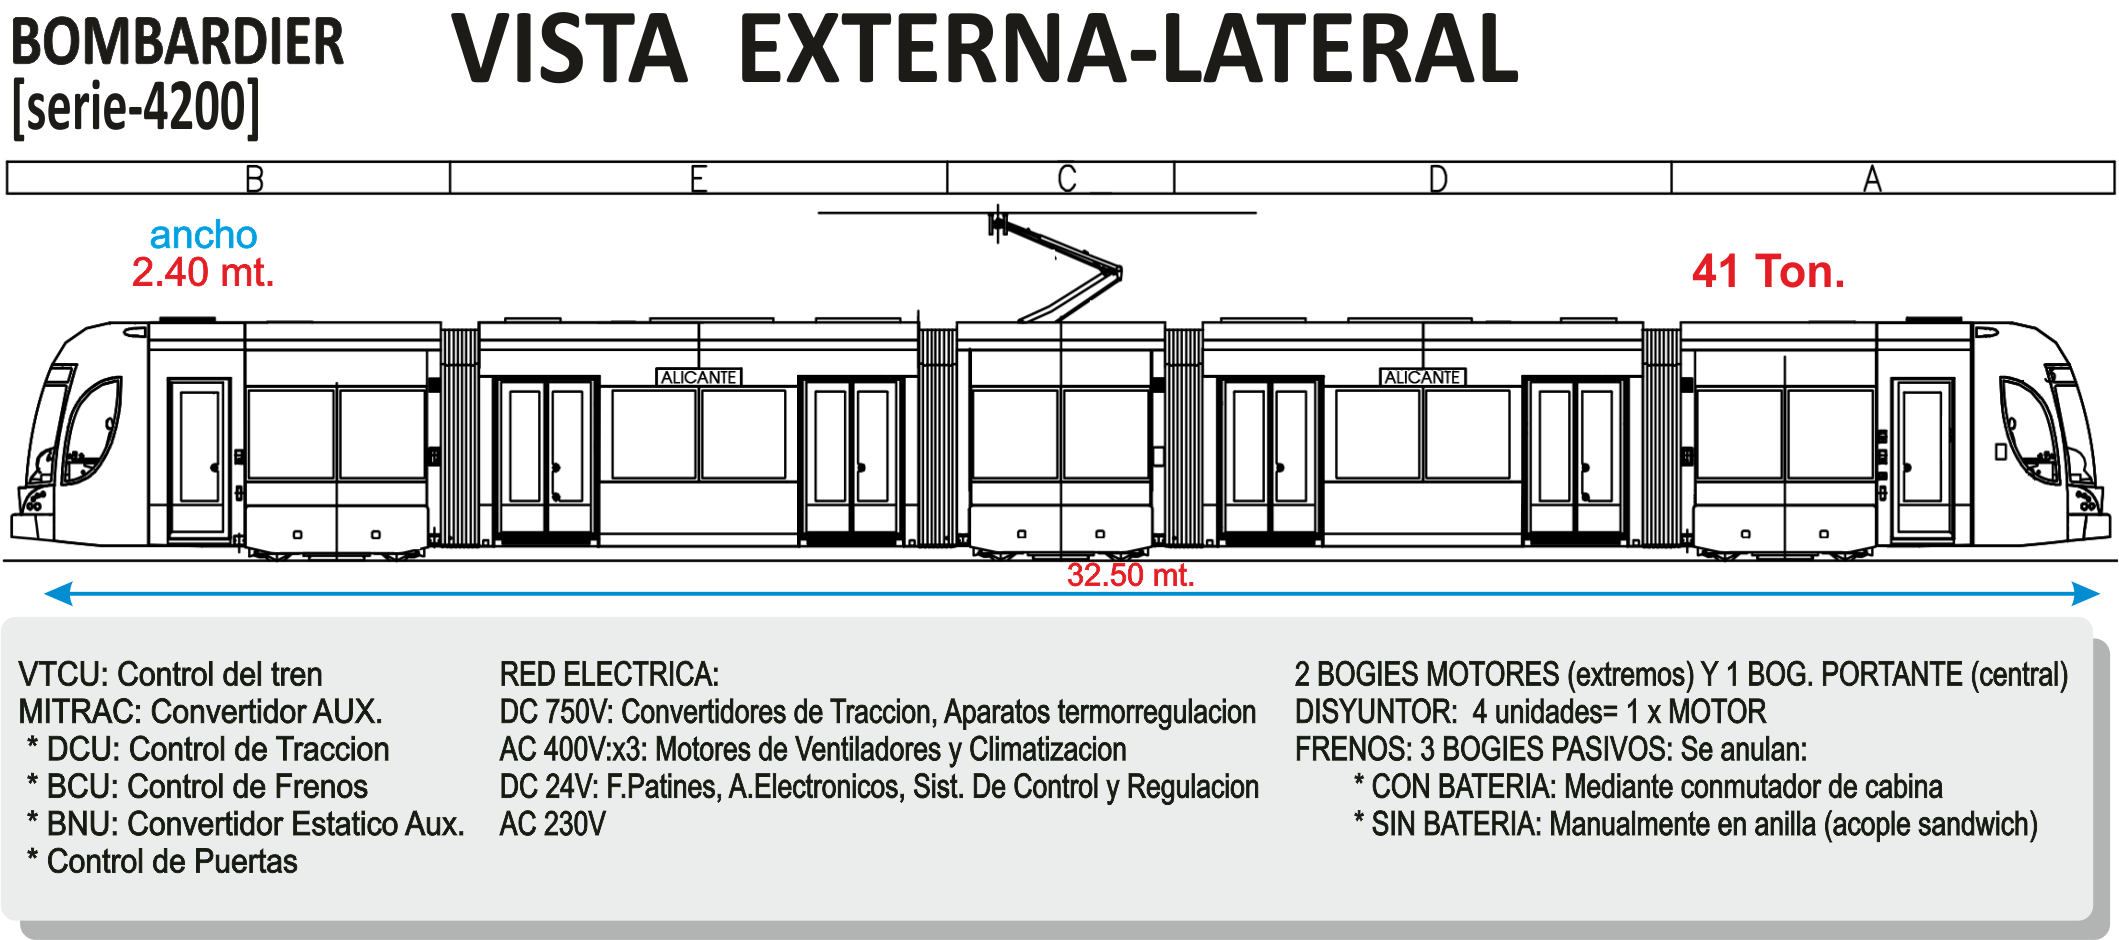 BOMBARDIER
[serie-4200]
VISTA EXTERNA-LATERAL
B E C D A
ancho
2.40 mt.
41 Ton.
ALICANTE
ALICANTE
32.50 mt.
VTCU: Control del tren
MITRAC: Convertidor AUX.
* DCU: Control de Traccion
* BCU: Control de Frenos
* BNU: Convertidor Estatico Aux.
* Control de Puertas
RED ELECTRICA:
DC 750V: Convertidores de Traccion, Aparatos termorregulacion
AC 400V:x3: Motores de Ventiladores y Climatizacion
DC 24V: F.Patines, A.Electronicos, Sist. De Control y Regulacion
AC 230V
2 BOGIES MOTORES (extremos) Y 1 BOG. PORTANTE (central)
DISYUNTOR: 4 unidades= 1 x MOTOR
FRENOS: 3 BOGIES PASIVOS: Se anulan:
* CON BATERIA: Mediante conmutador de cabina
* SIN BATERIA: Manualmente en anilla (acople sandwich)